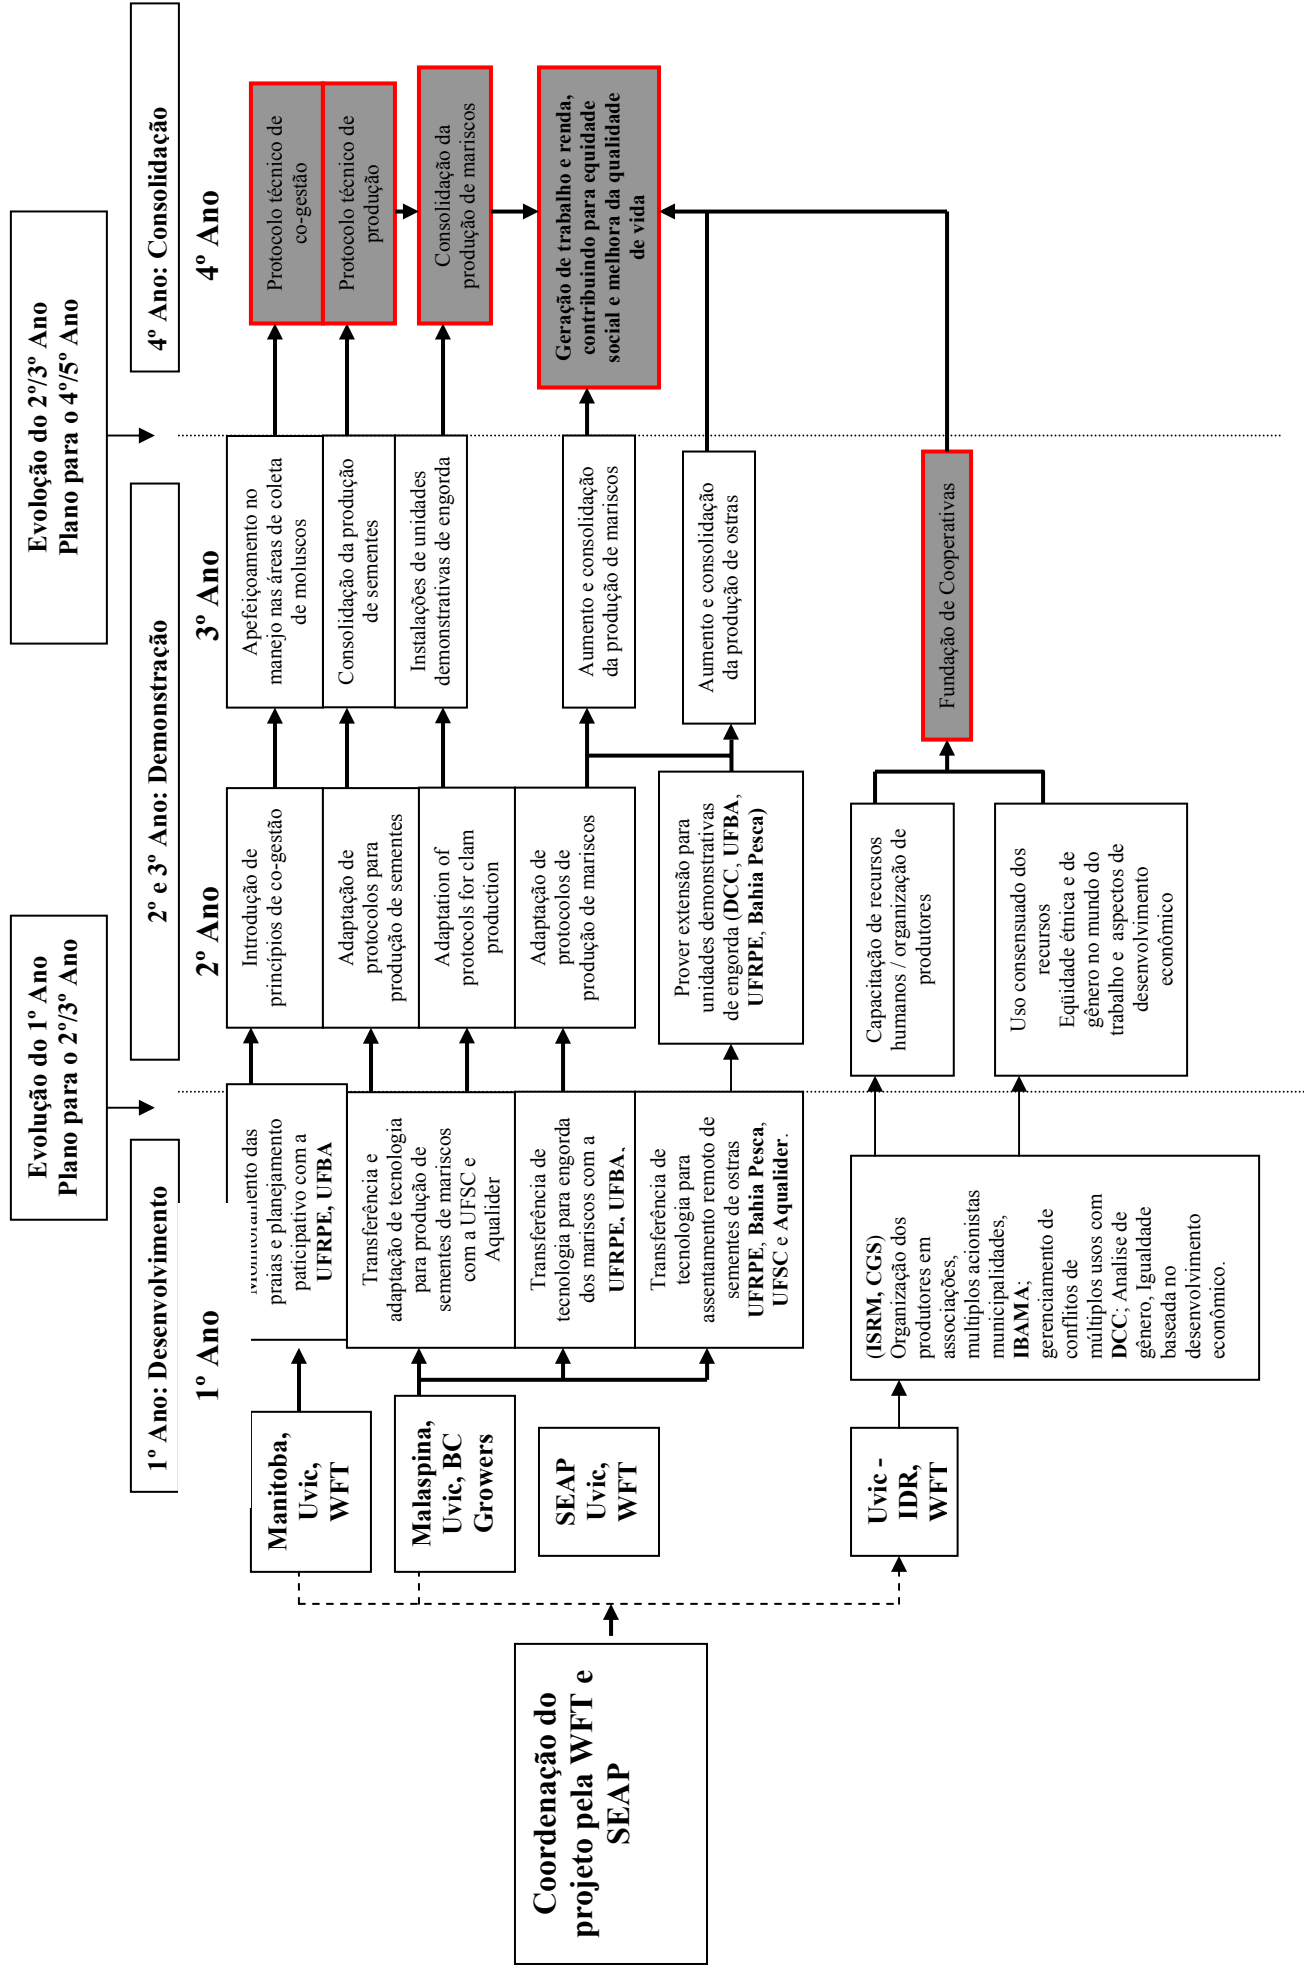 Evolução do 1º Ano
Plano para o 2º/3º Ano
Evoloção do 2º/3º Ano
Plano para o 4º/5º Ano
1º Ano: Desenvolvimento
2º e 3º Ano: Demonstração
4º Ano: Consolidação
1º Ano
2º Ano
3º Ano
4º Ano
Coordenação do
projeto pela WFT e
SEAP
Manitoba,
Uvic,
WFT
Malaspina,
Uvic, BC
Growers
SEAP
Uvic,
WFT
Uvic -
IDR,
WFT
Monitoramento das
praias e planejamento
paticipativo com a
UFRPE, UFBA
Transferência e
adaptação de tecnologia
para produção de
sementes de mariscos
com a UFSC e
Aqualider
Transferência de
tecnologia para engorda
dos mariscos com a
UFRPE, UFBA.
Transferência de
tecnologia para
assentamento remoto de
sementes de ostras
UFRPE, Bahia Pesca,
UFSC e Aqualider.
(ISRM, CGS)
Organização dos
produtores em
associações,
multiplos acionistas
municipalidades,
IBAMA;
gerenciamento de
conflitos de
múltiplos usos com
DCC; Analise de
gênero, Igualdade
baseada no
desenvolvimento
econômico.
Introdução de
princípios de co-gestão
Adaptação de
protocolos para
produção de sementes
Adaptation of
protocols for clam
production
Adaptação de
protocolos de
produção de mariscos
Prover extensão para
unidades demonstrativas
de engorda (DCC, UFBA,
UFRPE, Bahia Pesca)
Capacitação de recursos
humanos / organização de
produtores
Uso consensuado dos
recursos
Eqüidade étnica e de
gênero no mundo do
trabalho e aspectos de
desenvolvimento
econômico
Apefeiçoamento no
manejo nas áreas de coleta
de moluscos
Consolidação da produção
de sementes
Instalações de unidades
demonstrativas de engorda
Aumento e consolidação
da produção de mariscos
Aumento e consolidação
da produção de ostras
Fundação de Cooperativas
Protocolo técnico de
co-gestão
Protocolo técnico de
produção
Consolidação da
produção de mariscos
Geração de trabalho e renda,
contribuindo para equidade
social e melhora da qualidade
de vida